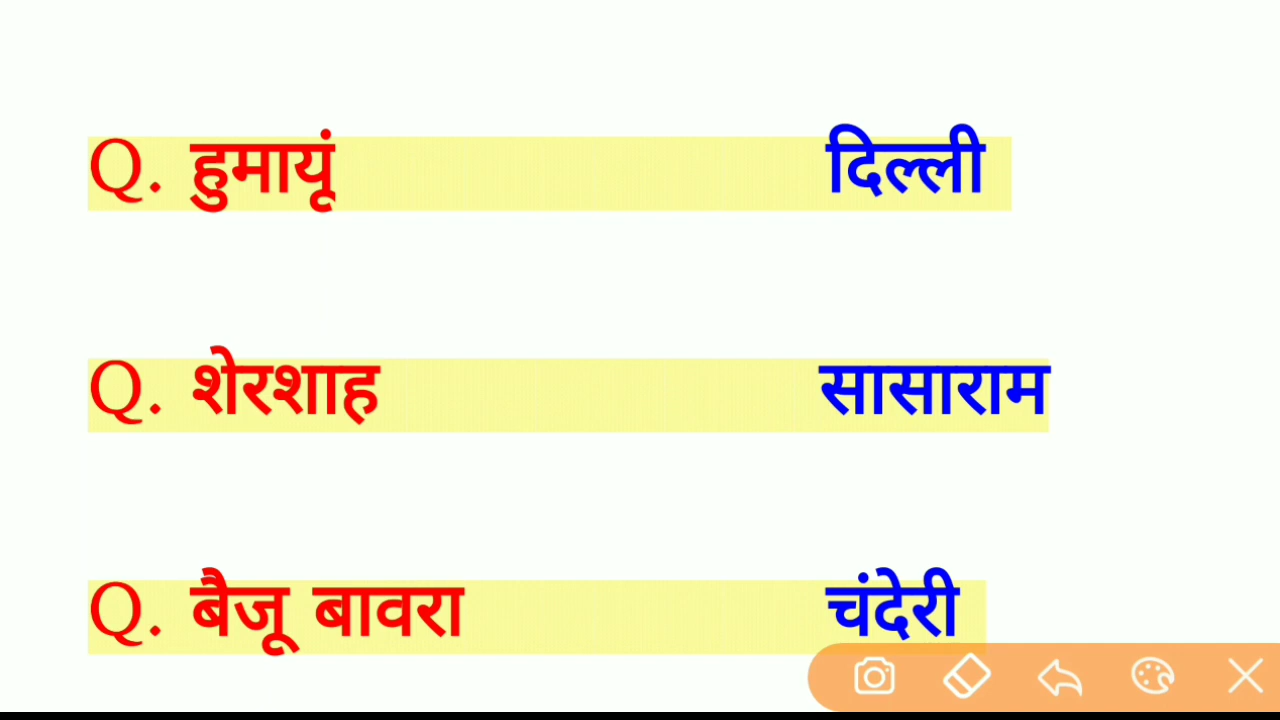 Q. हुमायूं दिल्ली
Q. शेरशाह सासाराम
Q. बैजू बावरा चंदेरी